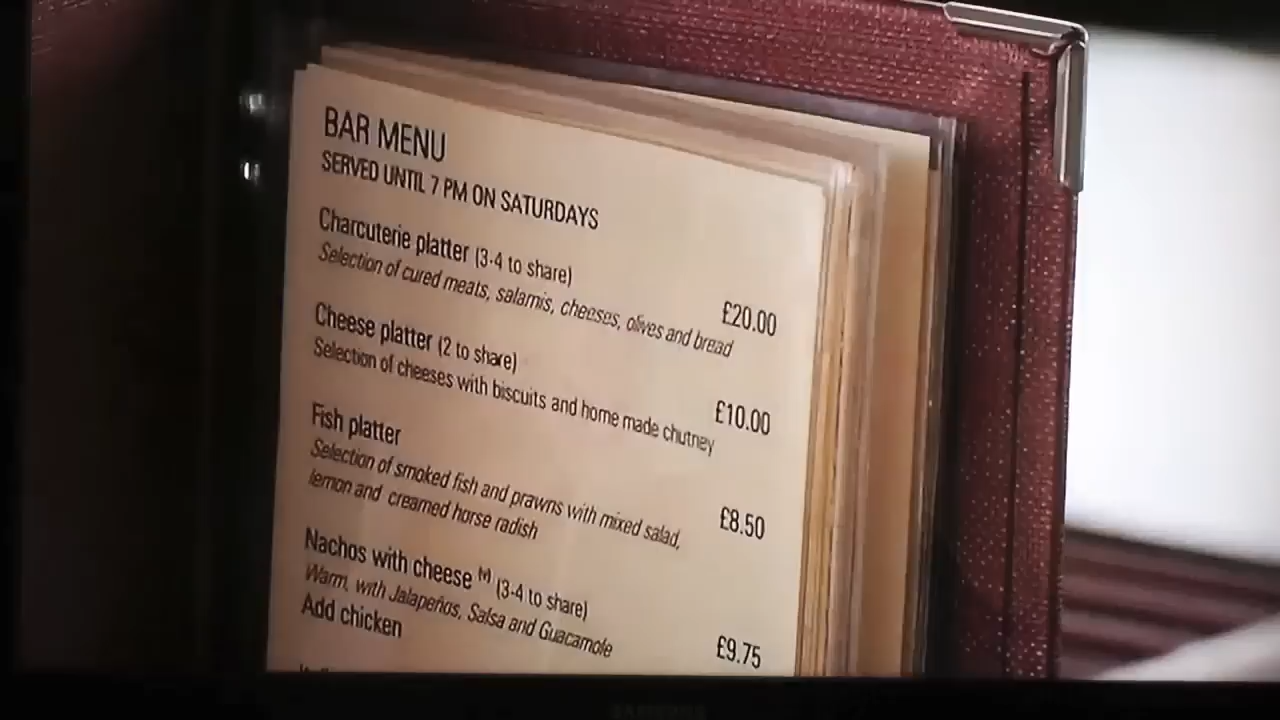 BAR MENU
SERVED UNTIL 7 PM ON SATURDAYS
Charcuterie platter (3-4 to share)
Selection of cured meats, salamis, cheeses, olives and bread £20.00
Cheese platter (2 to share)
Selection of cheeses with biscuits and home made chutney £10.00
Fish platter
Selection of smoked fish and prawns with mixed salad, £8.50
lemon and creamed horse radish
Nachos with cheese (v) (3-4 to share)
Warm, with Jalapeños, Salsa and Guacamole £9.75
Add chicken